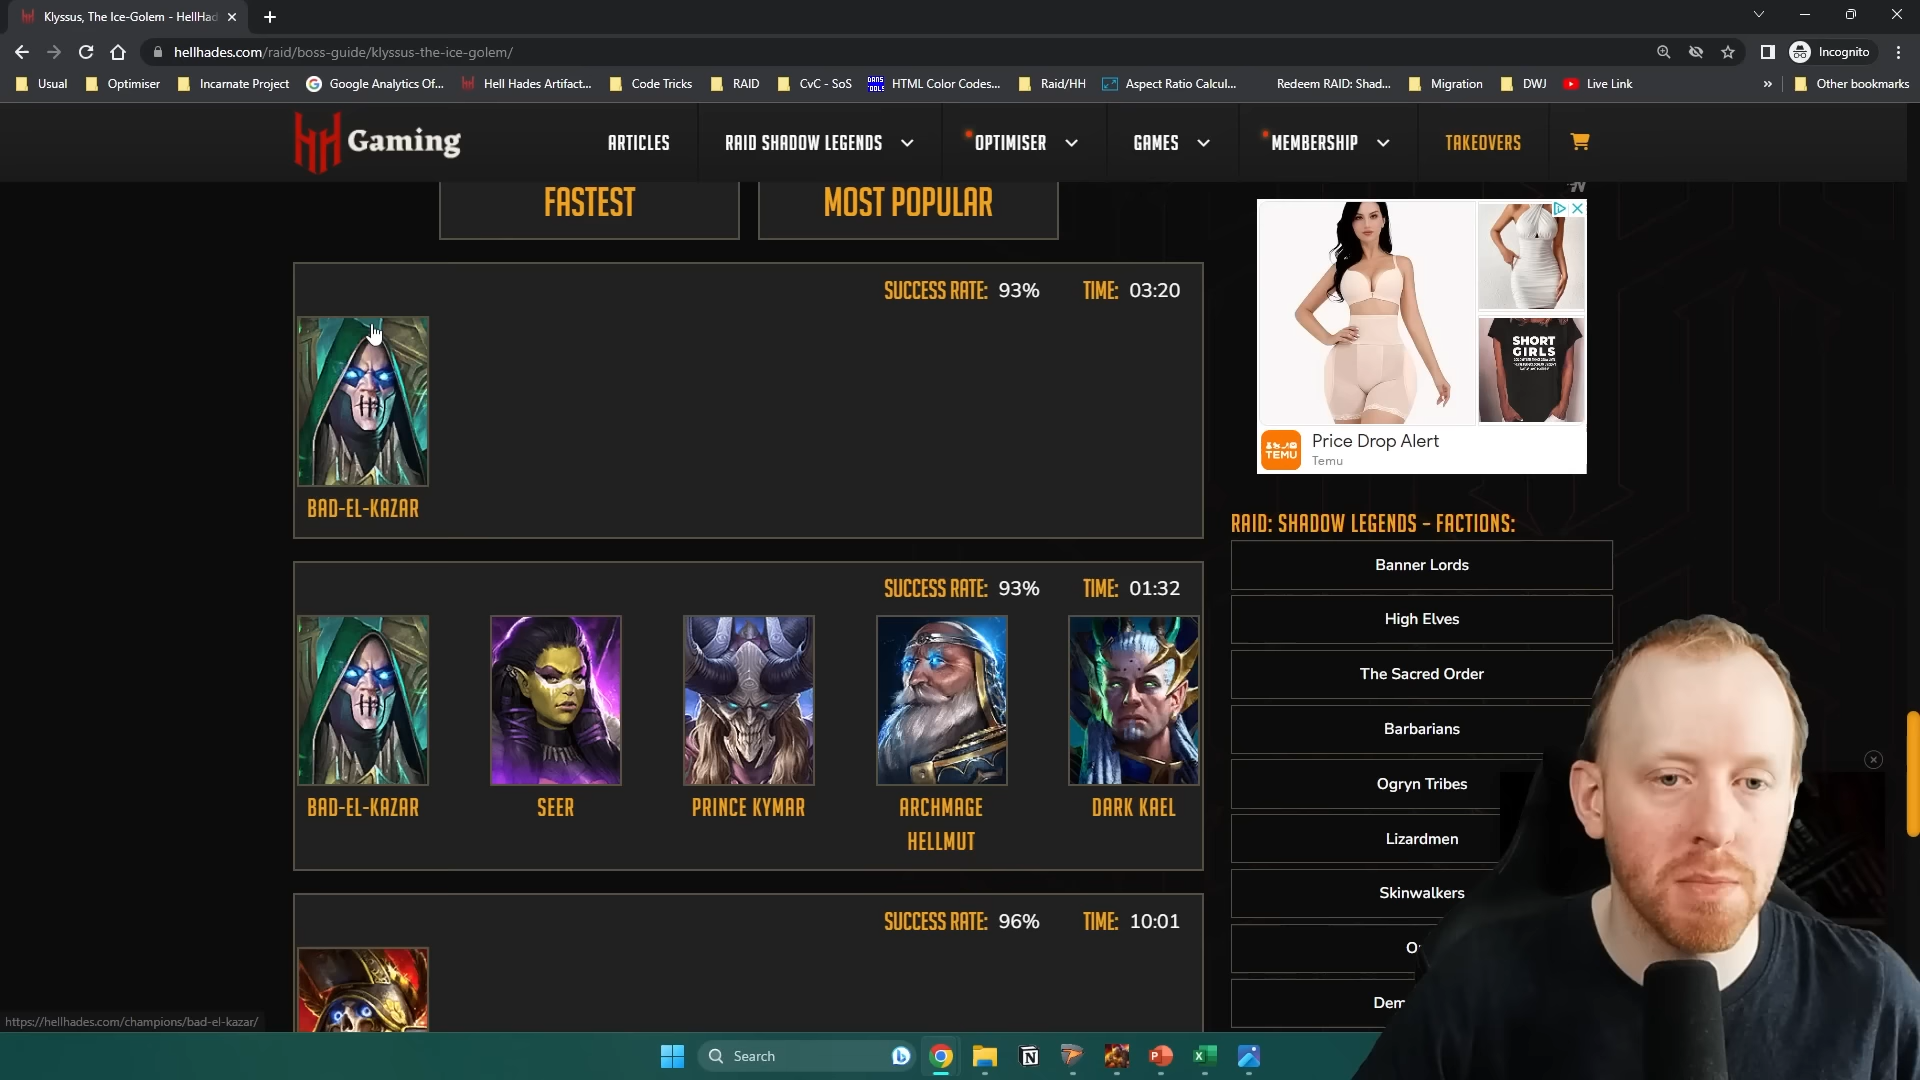 Klyssus, The Ice-Golem - HellHad
hellhades.com/raid/boss-guide/klyssus-the-ice-golem/
Incognito
Usual
Optimiser
Incarnate Project
Google Analytics Of...
Hell Hades Artifact...
Code Tricks
RAID
CvC - SoS
HTML Color Codes...
Raid/HH
Aspect Ratio Calcul...
Redeem RAID: Shad...
Migration
DWJ
Live Link
»
Other bookmarks
Gaming
ARTICLES
RAID SHADOW LEGENDS
OPTIMISER
GAMES
MEMBERSHIP
TAKEOVERS
FASTEST
MOST POPULAR
SUCCESS RATE: 93% TIME: 03:20
BAD-EL-KAZAR
SUCCESS RATE: 93% TIME: 01:32
BAD-EL-KAZAR
SEER
PRINCE KYMAR
ARCHMAGE
HELLMUT
DARK KAEL
SUCCESS RATE: 96% TIME: 10:01
SHORT
GIRLS
TEMU
Price Drop Alert
Temu
RAID: SHADOW LEGENDS - FACTIONS:
Banner Lords
High Elves
The Sacred Order
Barbarians
Ogryn Tribes
Lizardmen
Skinwalkers
O
Dem
https://hellhades.com/champions/bad-el-kazar/
Search